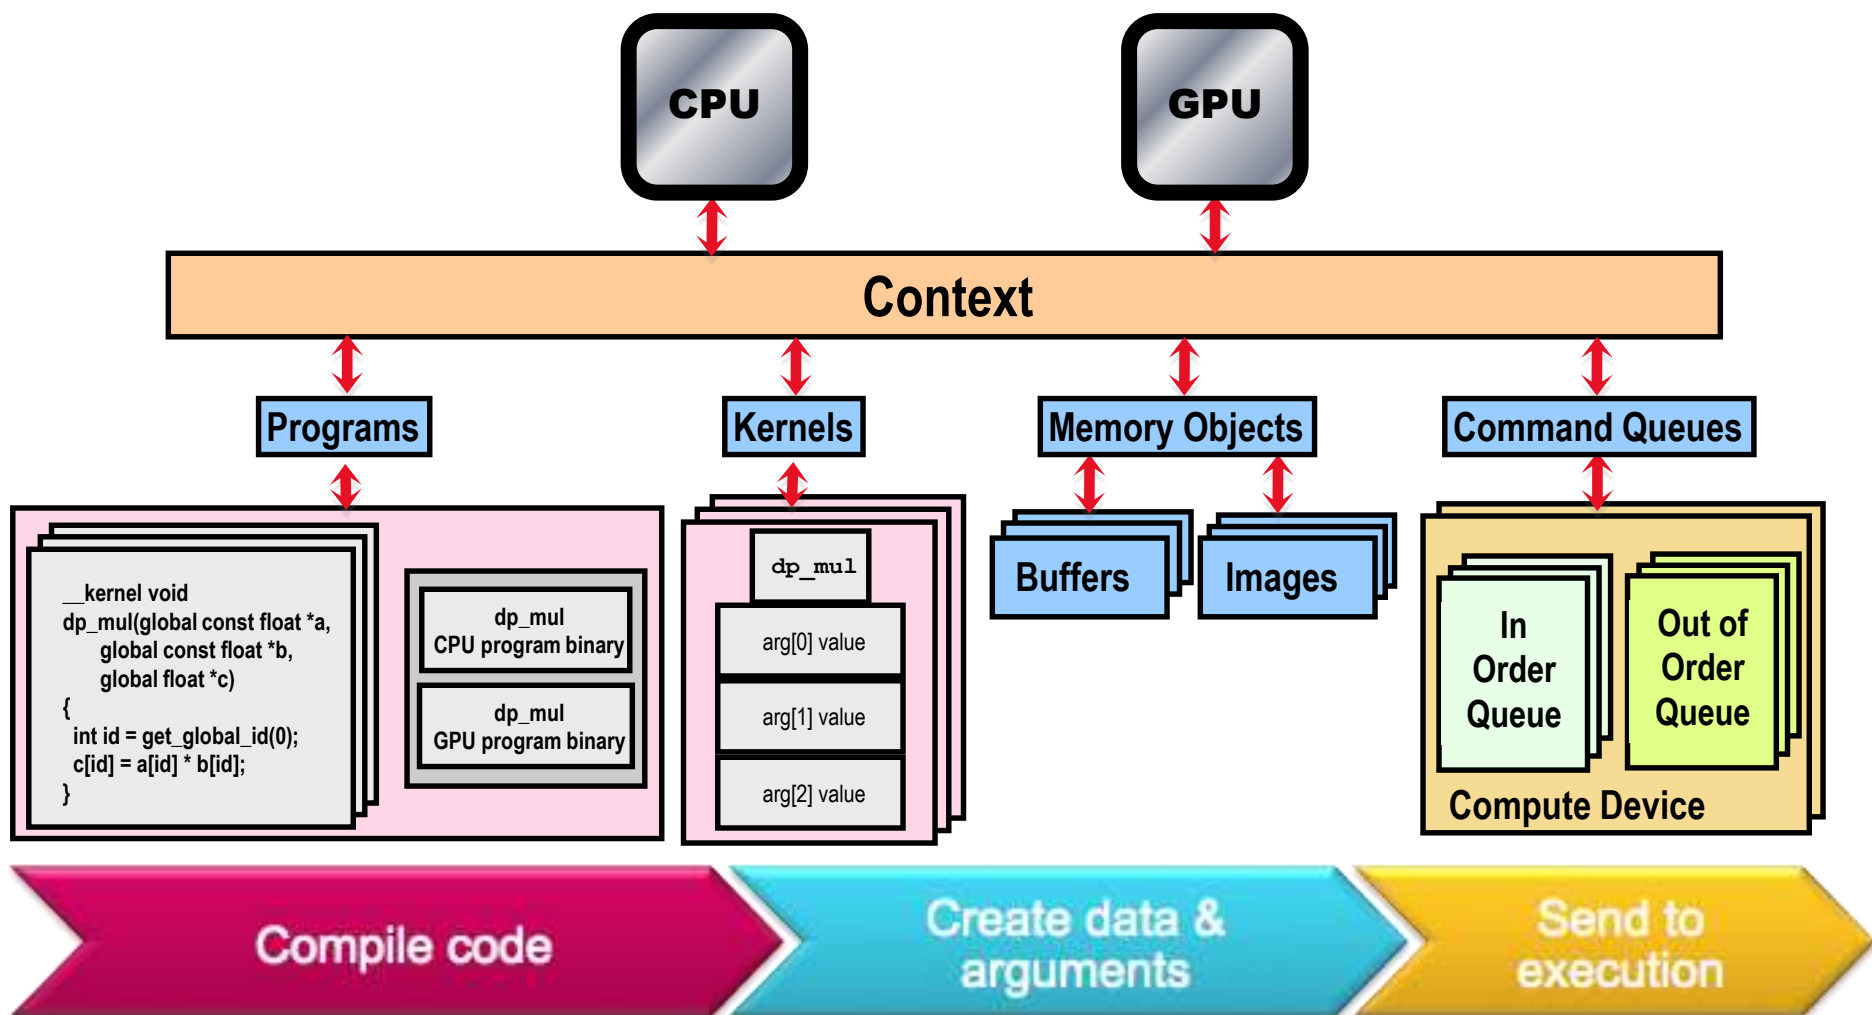 CPU
GPU
Context
Programs
Kernels
Memory Objects
Command Queues
__kernel void
dp_mul(global const float *a,
global const float *b,
global float *c)
{
int id = get_global_id(0);
c[id] = a[id] * b[id];
}
dp_mul
CPU program binary
dp_mul
GPU program binary
dp_mul
arg[0] value
arg[1] value
arg[2] value
Buffers
Images
In
Order
Queue
Out of
Order
Queue
Compute Device
Compile code
Create data &
arguments
Send to
execution